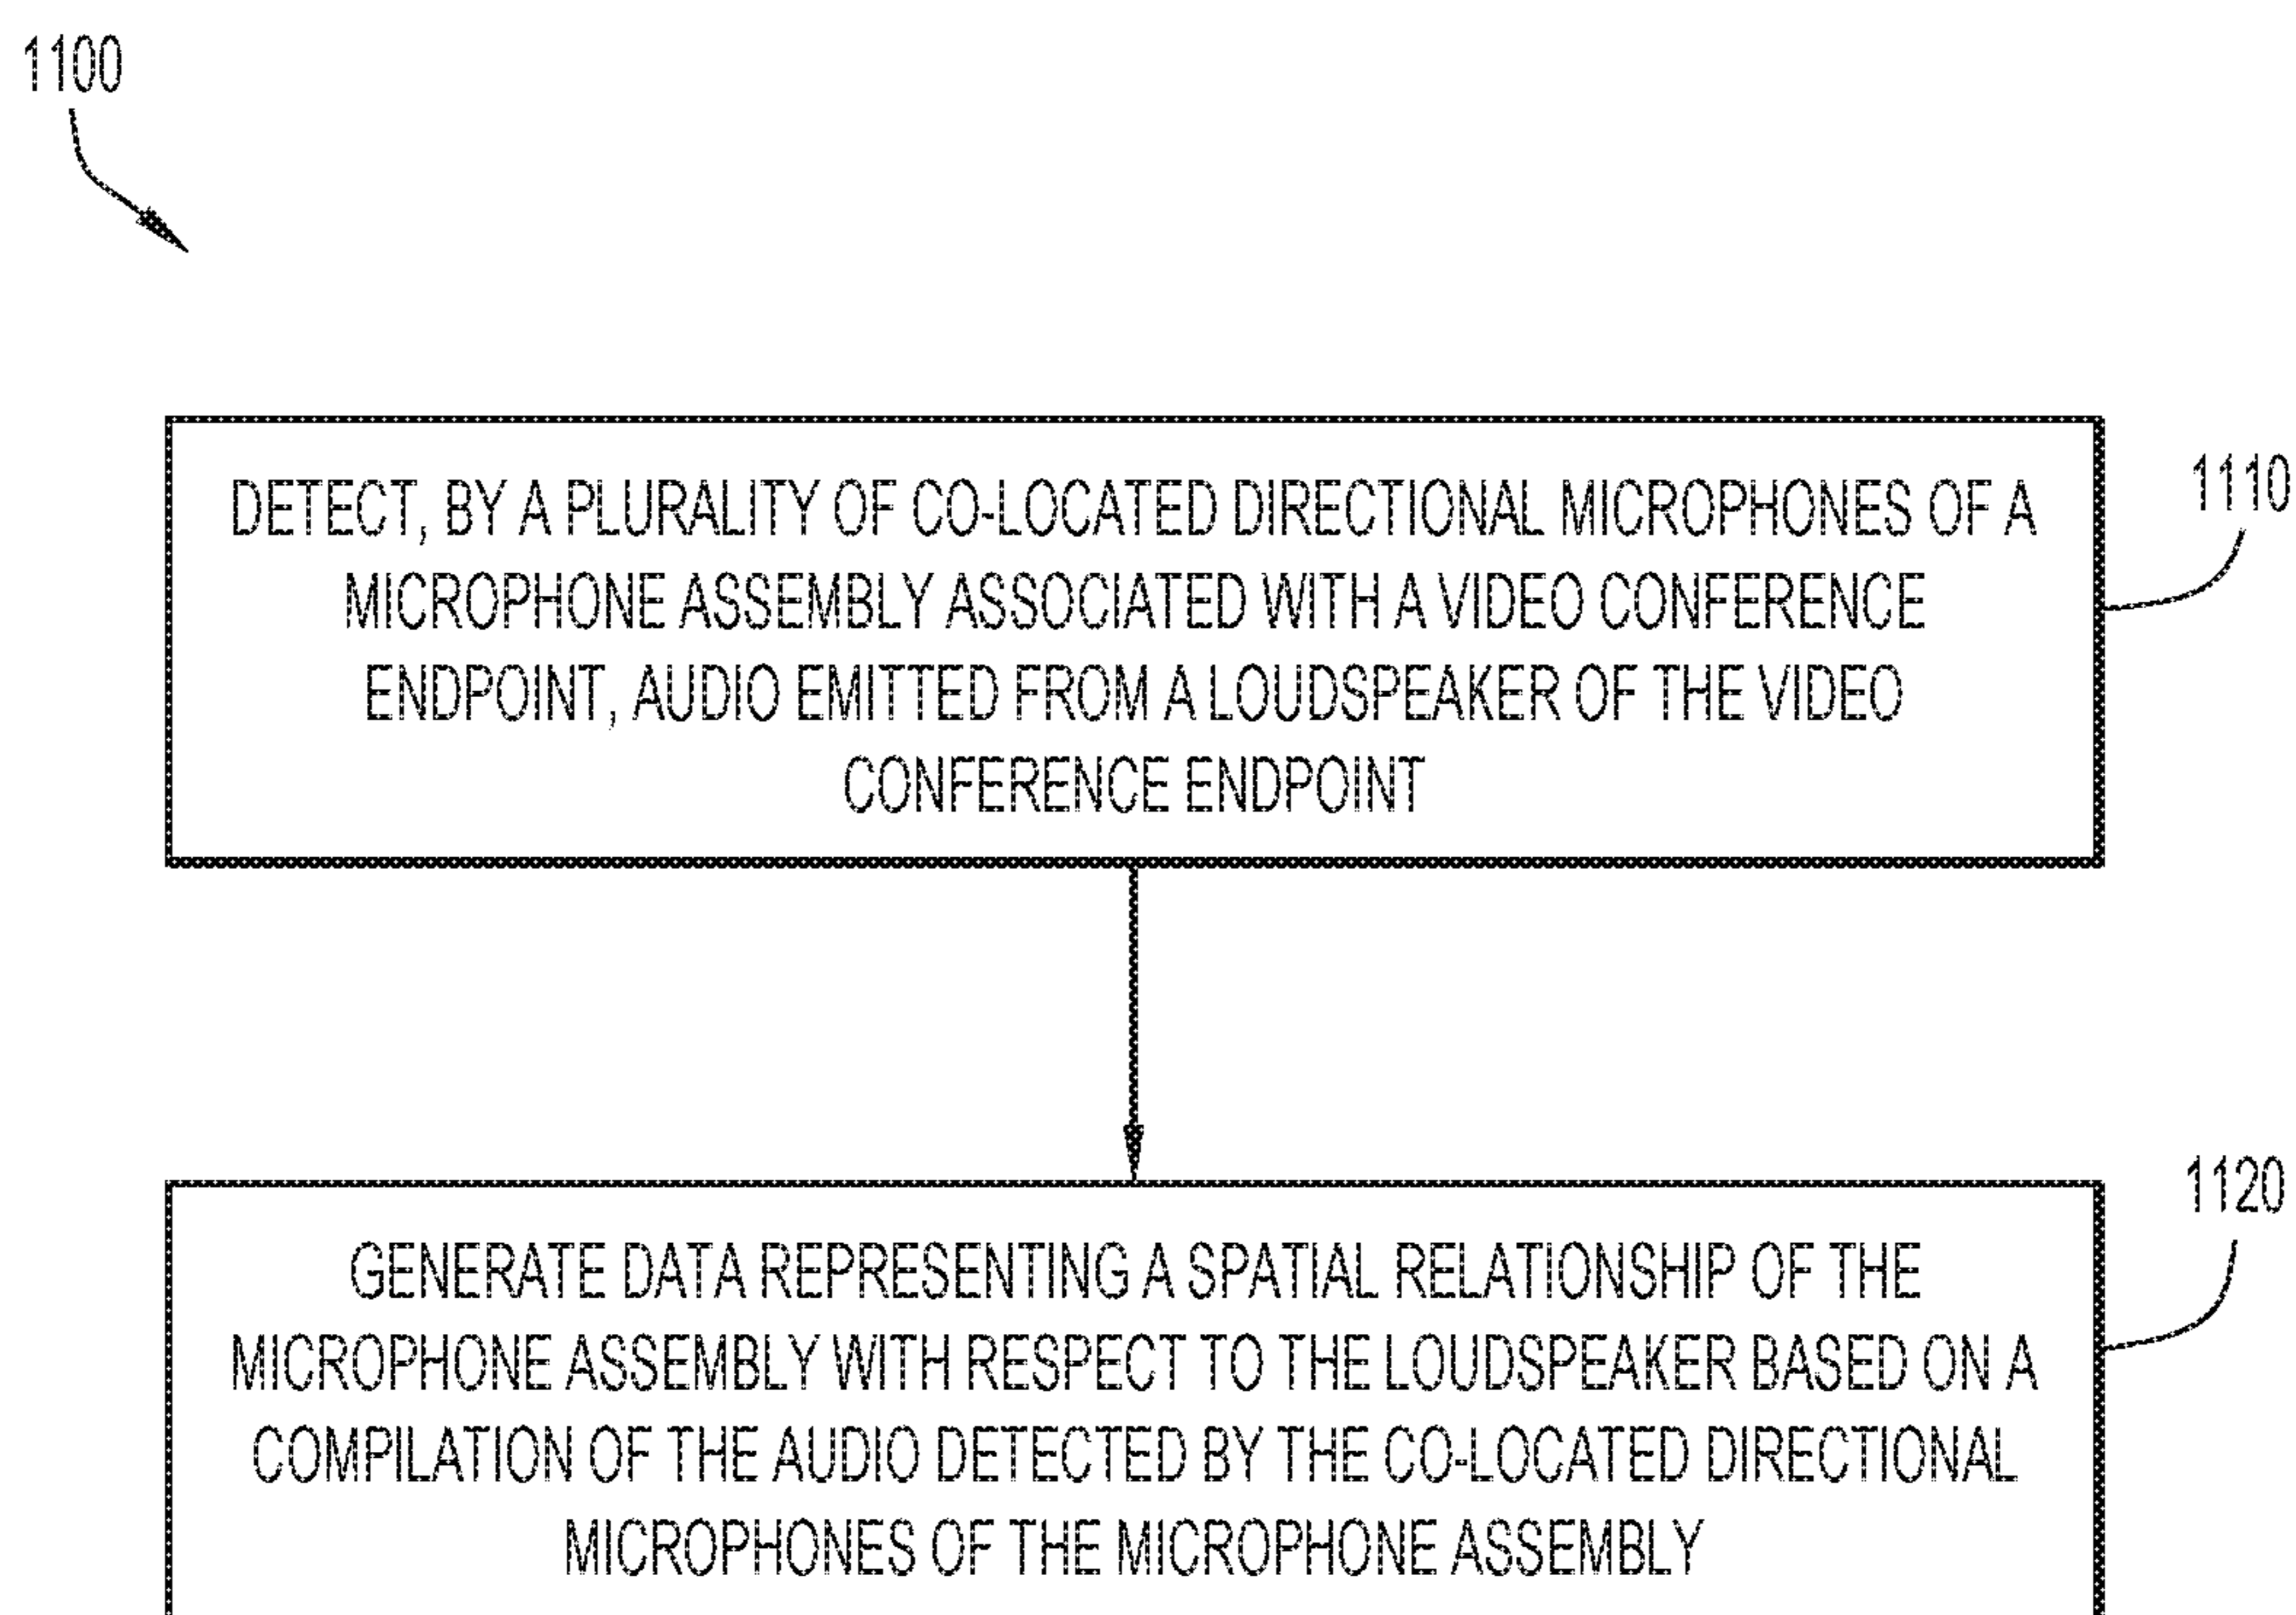 1100
DETECT, BY A PLURALITY OF CO-LOCATED DIRECTIONAL MICROPHONES OF A
MICROPHONE ASSEMBLY ASSOCIATED WITH A VIDEO CONFERENCE
ENDPOINT, AUDIO EMITTED FROM A LOUDSPEAKER OF THE VIDEO
CONFERENCE ENDPOINT
1110
GENERATE DATA REPRESENTING A SPATIAL RELATIONSHIP OF THE
MICROPHONE ASSEMBLY WITH RESPECT TO THE LOUDSPEAKER BASED ON A
COMPILATION OF THE AUDIO DETECTED BY THE CO-LOCATED DIRECTIONAL
MICROPHONES OF THE MICROPHONE ASSEMBLY
1120